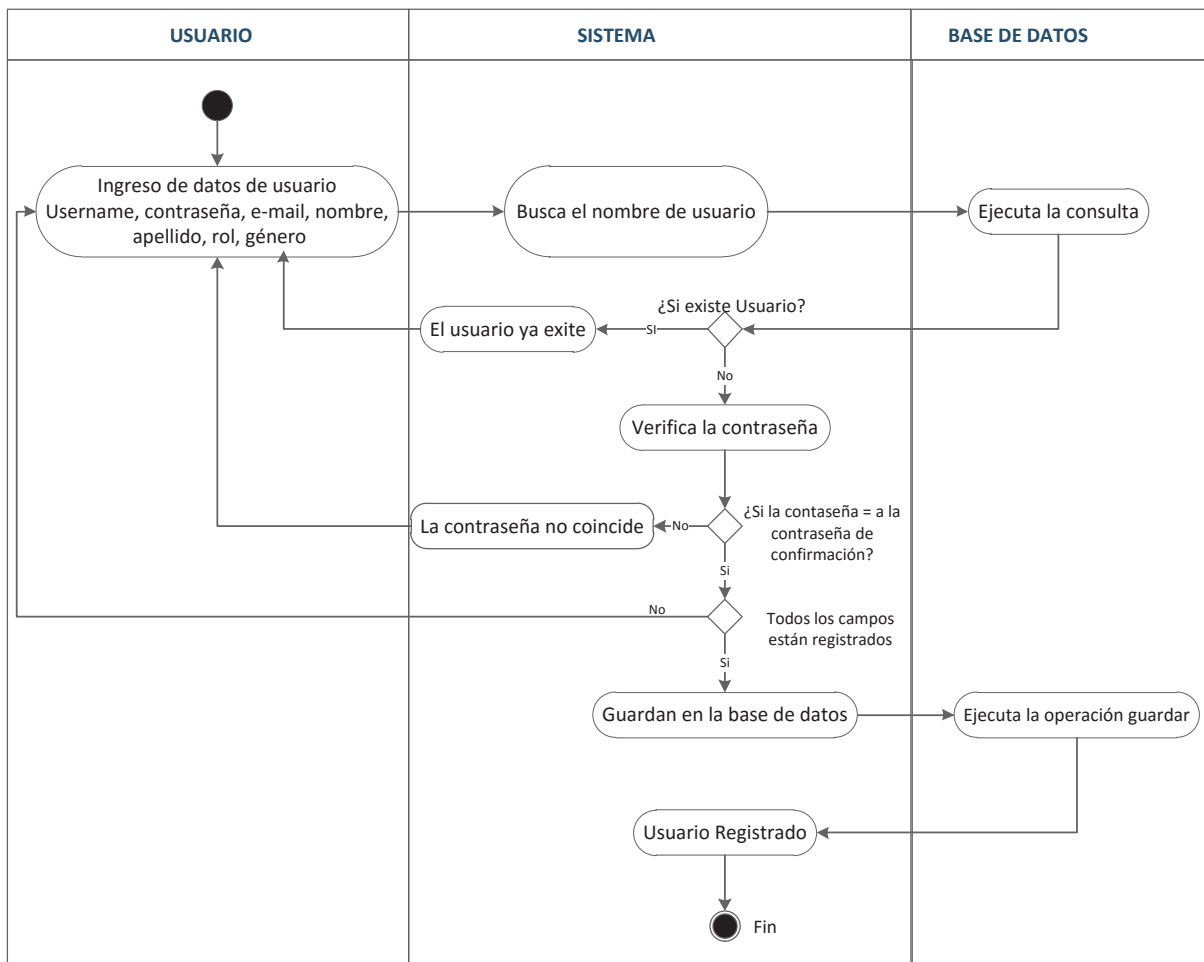 USUARIO
SISTEMA
BASE DE DATOS
Ingreso de datos de usuario
Username, contraseña, e-mail, nombre,
apellido, rol, género
Busca el nombre de usuario
Ejecuta la consulta
¿Si existe Usuario?
El usuario ya exite
SI
No
Verifica la contraseña
La contraseña no coincide
No
¿Si la contaseña = a la
contraseña de
confirmación?
Si
No
Todos los campos
están registrados
Si
Guardan en la base de datos
Ejecuta la operación guardar
Usuario Registrado
Fin